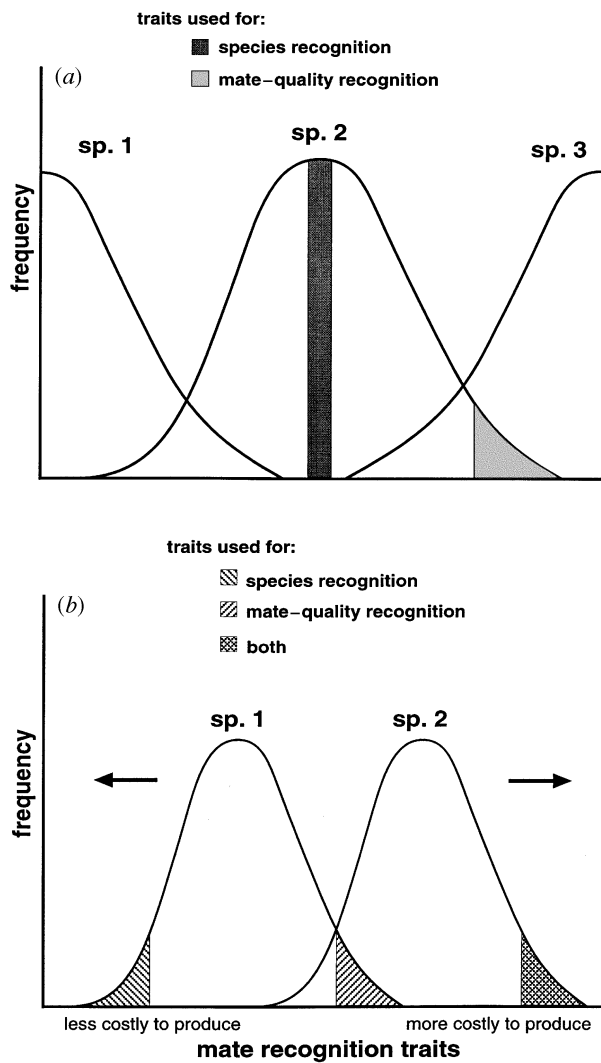 traits used for:
species recognition
mate–quality recognition
(a)
sp. 1
sp. 2
sp. 3
frequency
traits used for:
species recognition
mate–quality recognition
both
(b)
sp. 1
sp. 2
frequency
less costly to produce
more costly to produce
mate recognition traits